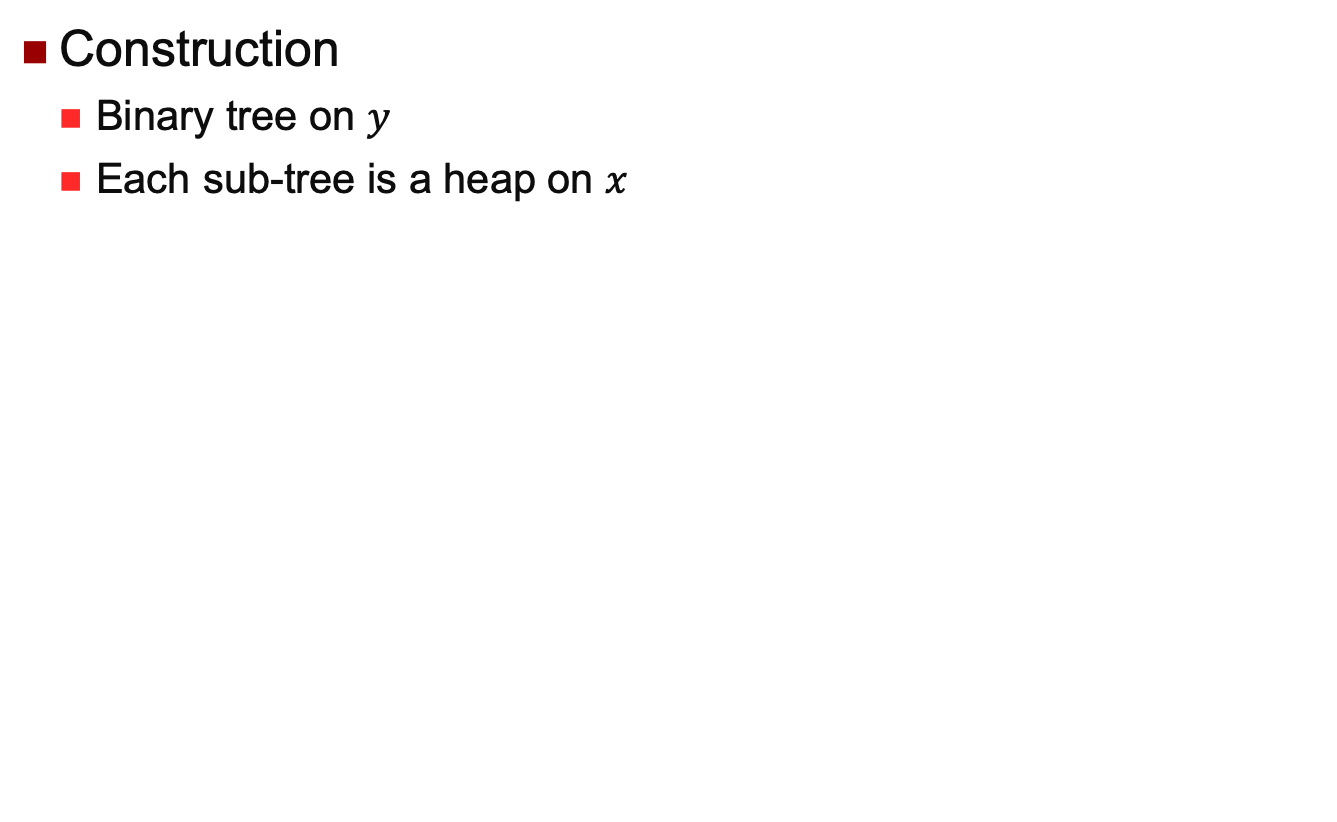 Construction
Binary tree on y
Each sub-tree is a heap on x